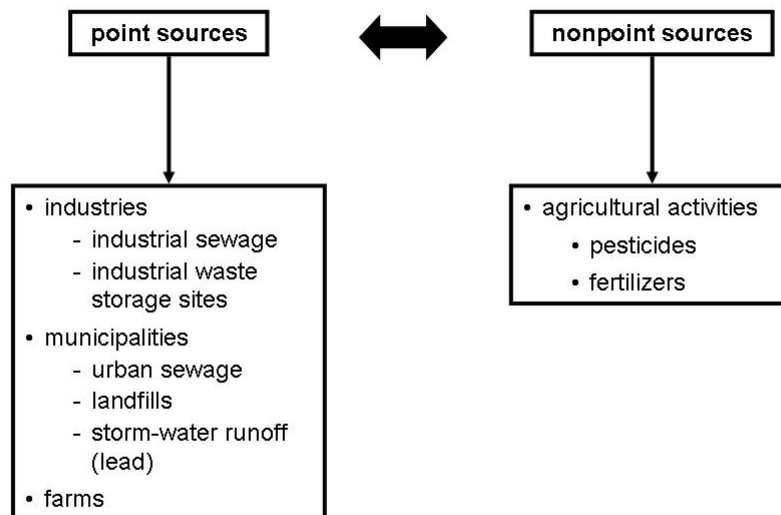 point sources
nonpoint sources
• industries
- industrial sewage
- industrial waste
storage sites
• municipalities
- urban sewage
- landfills
- storm-water runoff
(lead)
• farms
• agricultural activities
• pesticides
• fertilizers